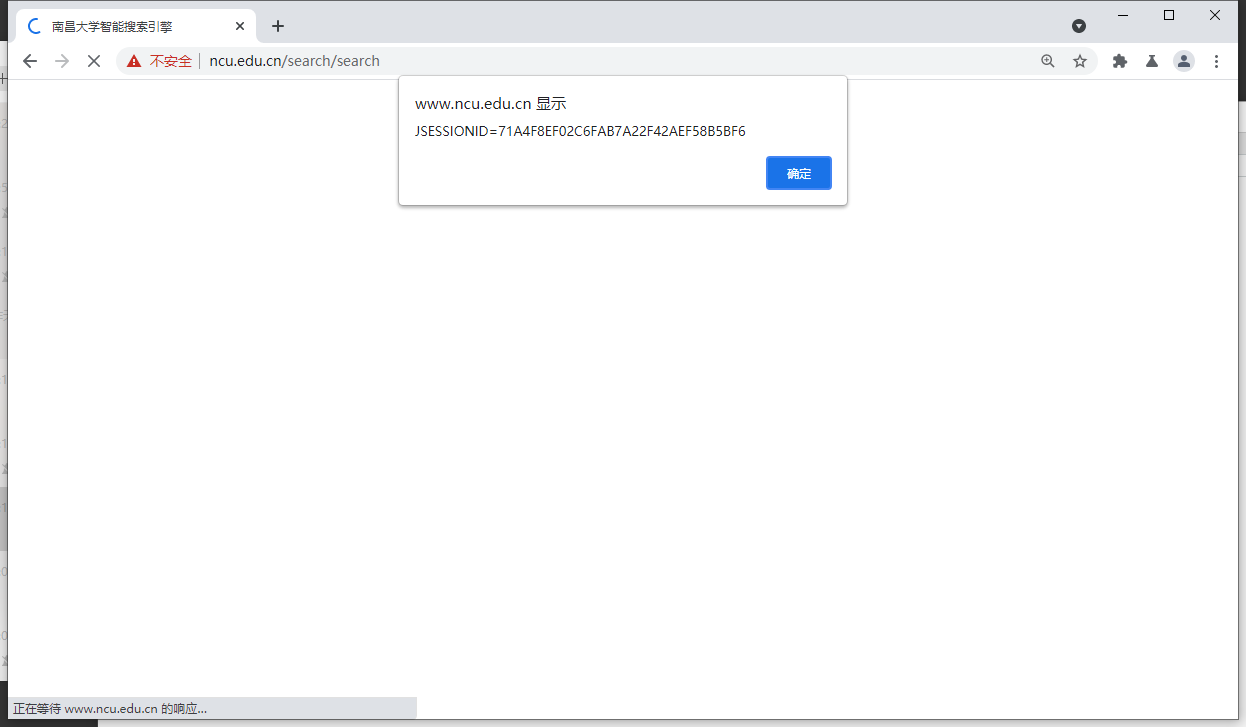 南昌大学智能搜索引擎
不安全 ncu.edu.cn/search/search
www.ncu.edu.cn 显示
JSESSIONID=71A4F8EF02C6FAB7A22F42AEF58B5BF6
确定
正在等待 www.ncu.edu.cn 的响应...